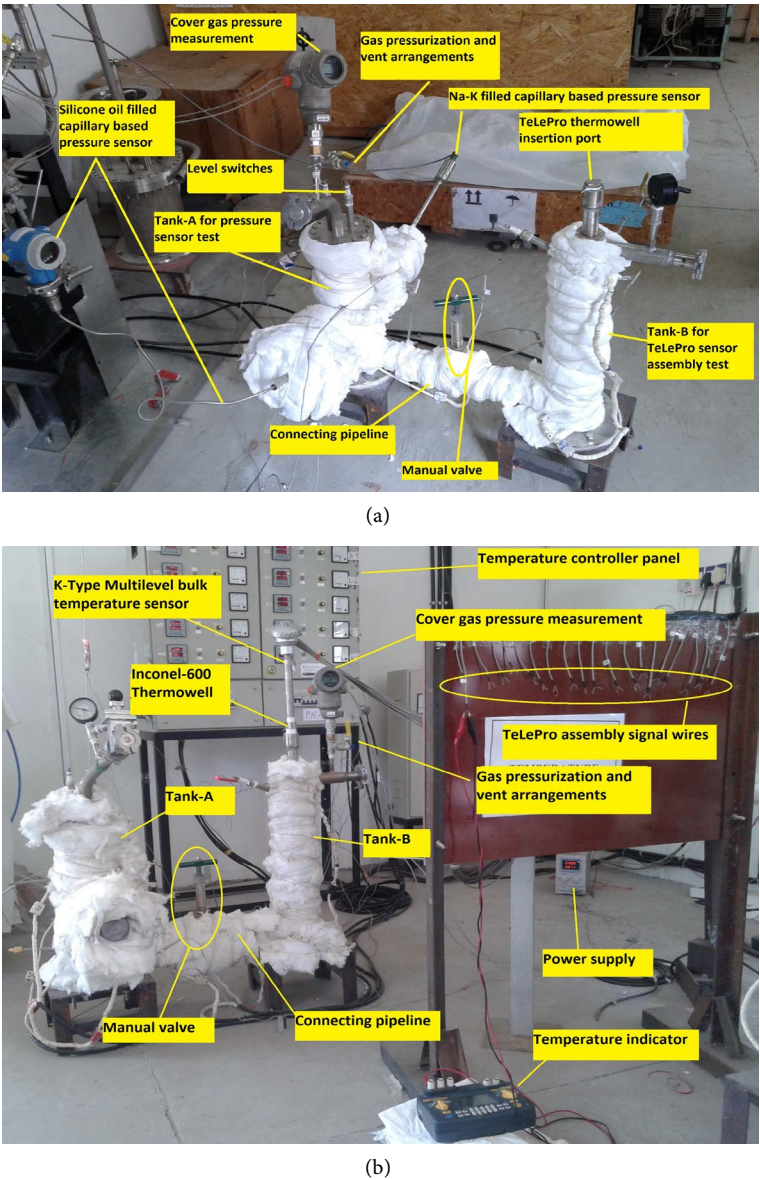 Cover gas pressure
measurement
Gas pressurization and
vent arrangements
Na-K filled capillary based pressure sensor
Silicone oil filled
capillary based
pressure sensor
TeLePro thermowell
insertion port
Level switches
Tank-A for pressure
sensor test
Tank-B for
TeLePro sensor
assembly test
Connecting pipeline
Manual valve
(a)
Temperature controller panel
K-Type Multilevel bulk
temperature sensor
Cover gas pressure measurement
Inconel-600
Thermowell
TeLePro assembly signal wires
TEMPERATURE
Gas pressurization and
vent arrangements
Tank-A
Tank-B
Power supply
Manual valve
Connecting pipeline
Temperature indicator
(b)